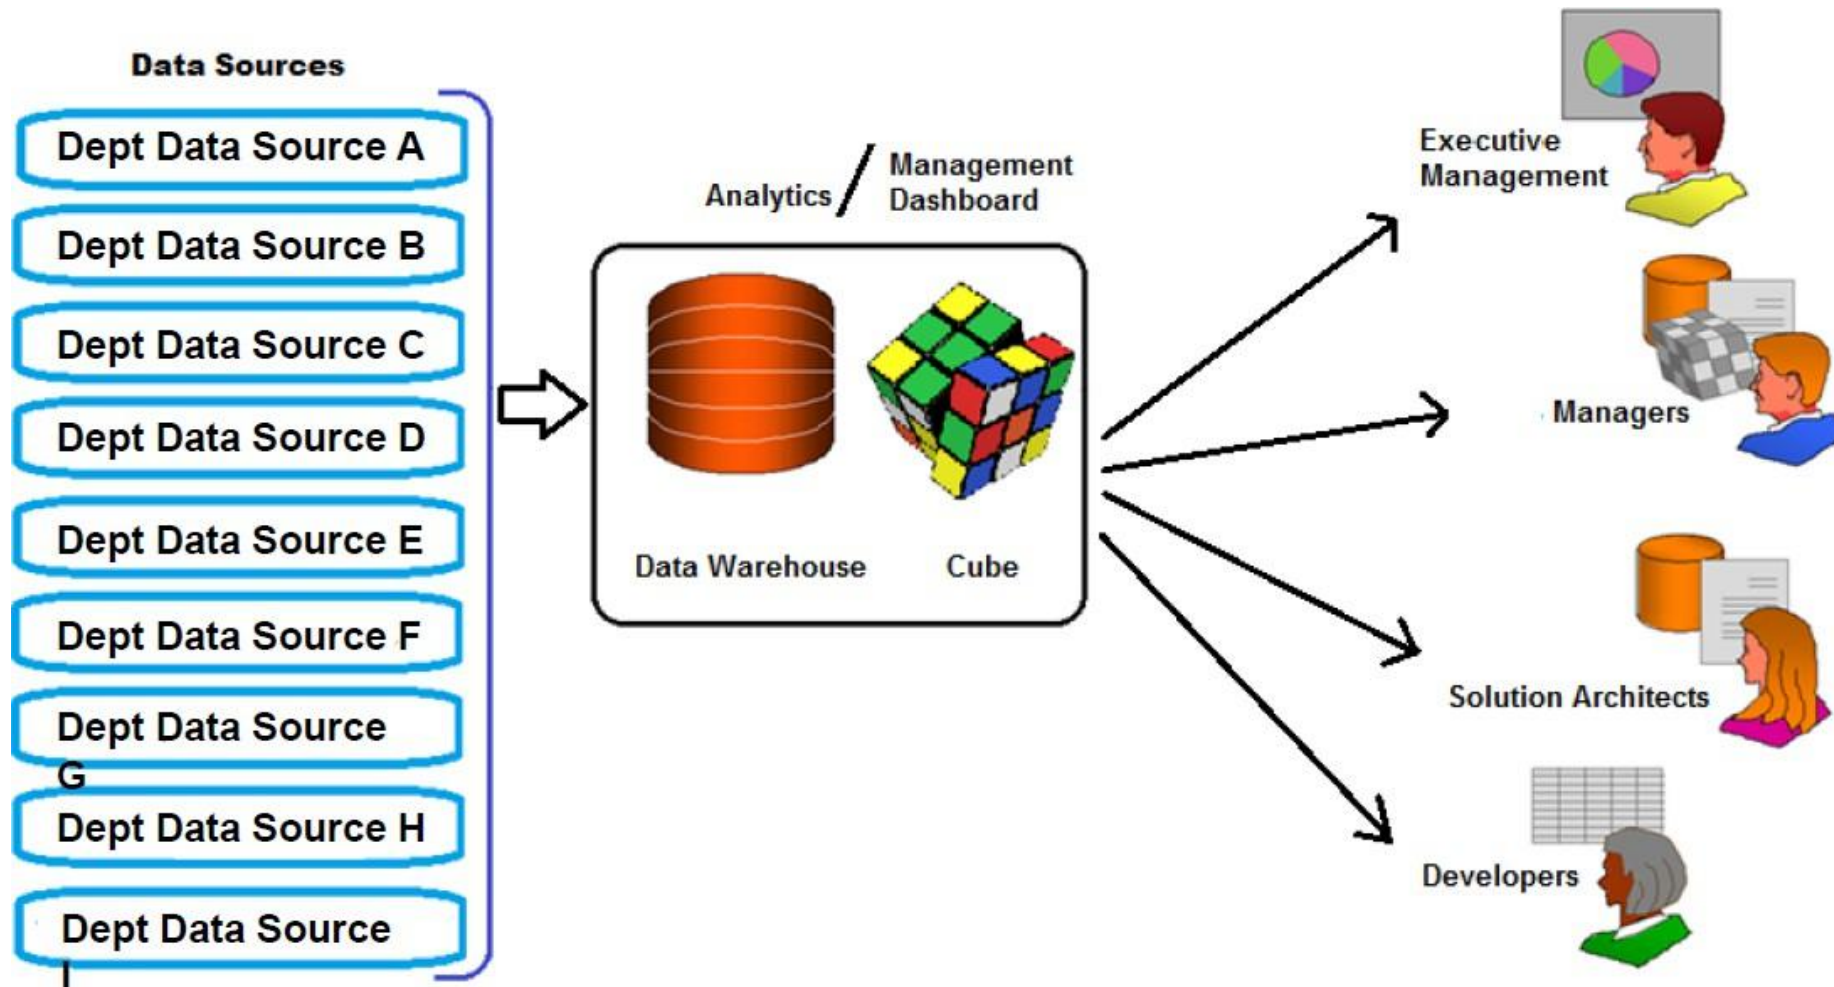 Data Sources
Dept Data Source A
Dept Data Source B
Dept Data Source C
Dept Data Source D
Dept Data Source E
Dept Data Source F
Dept Data Source
G
Dept Data Source H
Dept Data Source
I
Analytics / Management
Dashboard
Data Warehouse
Cube
Executive
Management
Managers
Solution Architects
Developers